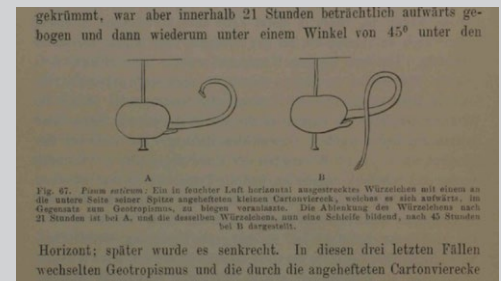 gekrümmt, war aber innerhalb 21 Stunden beträchtlich aufwärts ge-
bogen und dann wiederum unter einem Winkel von 45° unter den
A
B
Fig. 67. Pisum sativum: Ein in feuchter Luft horizontal ausgestrecktes Würzelchen mit einem an
die untere Seite seiner Spitze angehefteten kleinen Cartonviereck, welches es sich aufwärts, im
Gegensatz zum Geotropismus, zu biegen veranlasste. Die Ablenkung des Würzelchens nach
21 Stunden ist bei A, und die desselben Würzelchens, nun eine Schleife bildend, nach 45 Stunden
bei B dargestellt.
Horizont; später wurde es senkrecht. In diesen drei letzten Fällen
wechselten Geotropismus und die durch die angehefteten Cartonvierecke